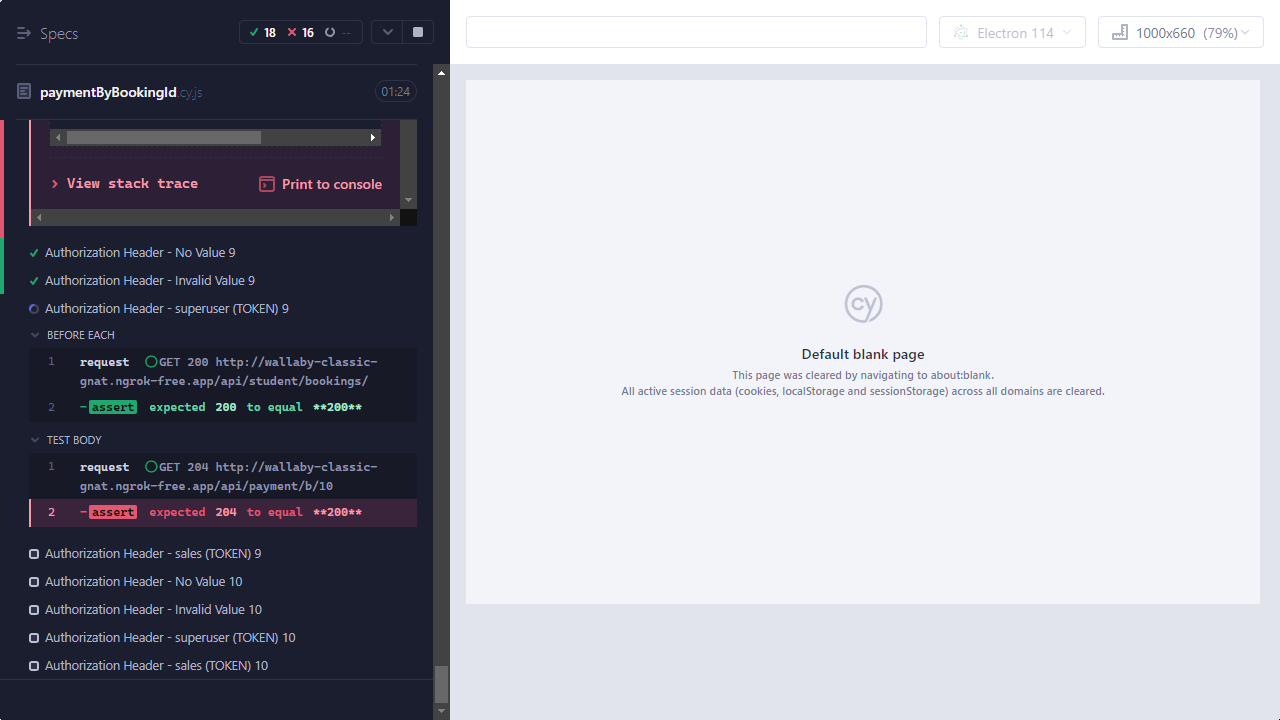 Specs
18
16
--
Electron 114
1000x660 (79%)
paymentByBookingId.cy.js
01:24
View stack trace
Print to console
Authorization Header - No Value 9
Authorization Header - Invalid Value 9
Authorization Header - superuser (TOKEN) 9
BEFORE EACH
1 request GET 200 http://wallaby-classic-
gnat.ngrok-free.app/api/student/bookings/
2 -assert expected 200 to equal **200**
TEST BODY
1 request GET 204 http://wallaby-classic-
gnat.ngrok-free.app/api/payment/b/10
2 -assert expected 204 to equal **200**
Authorization Header - sales (TOKEN) 9
Authorization Header - No Value 10
Authorization Header - Invalid Value 10
Authorization Header - superuser (TOKEN) 10
Authorization Header - sales (TOKEN) 10
cy
Default blank page
This page was cleared by navigating to about:blank.
All active session data (cookies, localStorage and sessionStorage) across all domains are cleared.